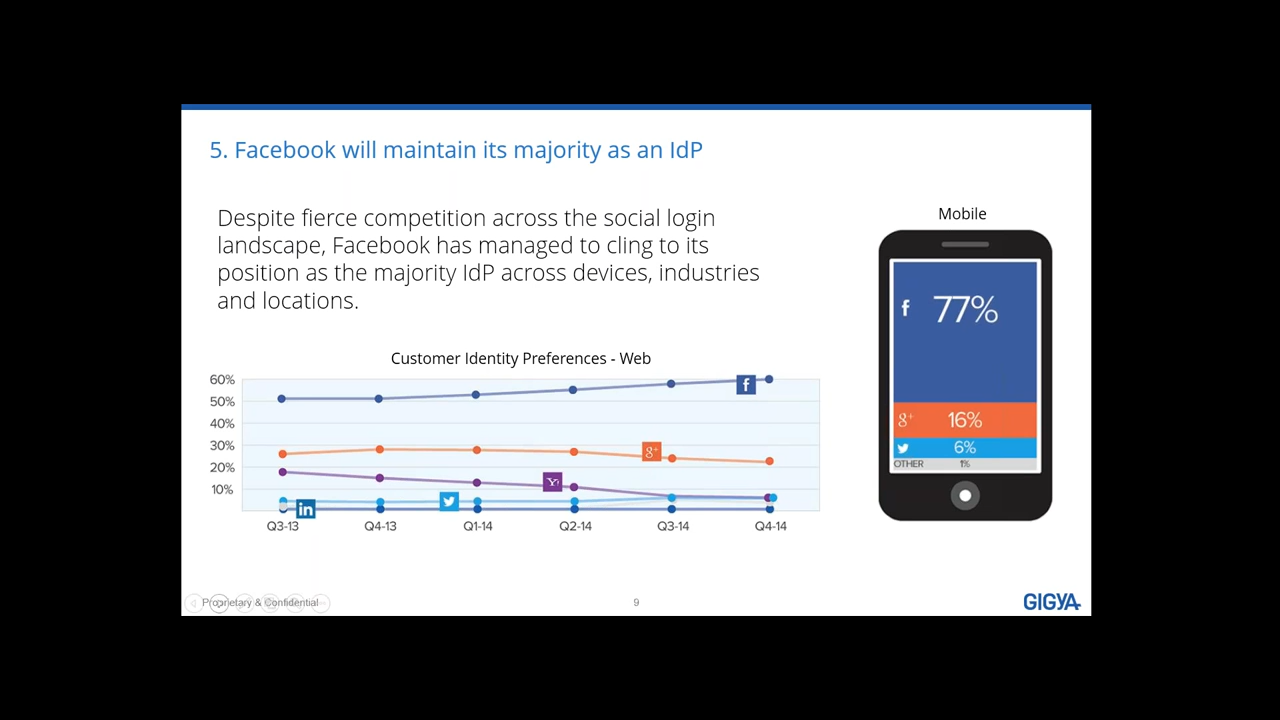 5. Facebook will maintain its majority as an IdP
Despite fierce competition across the social login
landscape, Facebook has managed to cling to its
position as the majority IdP across devices, industries
and locations.
Mobile
f 77%
g+ 16%
6%
OTHER 1%
Customer Identity Preferences - Web
60%
50%
40%
30%
20%
10%
f
g+
Y!
in
Q3-13 Q4-13 Q1-14 Q2-14 Q3-14 Q4-14
Proprietary & Confidential
9
GIGYA